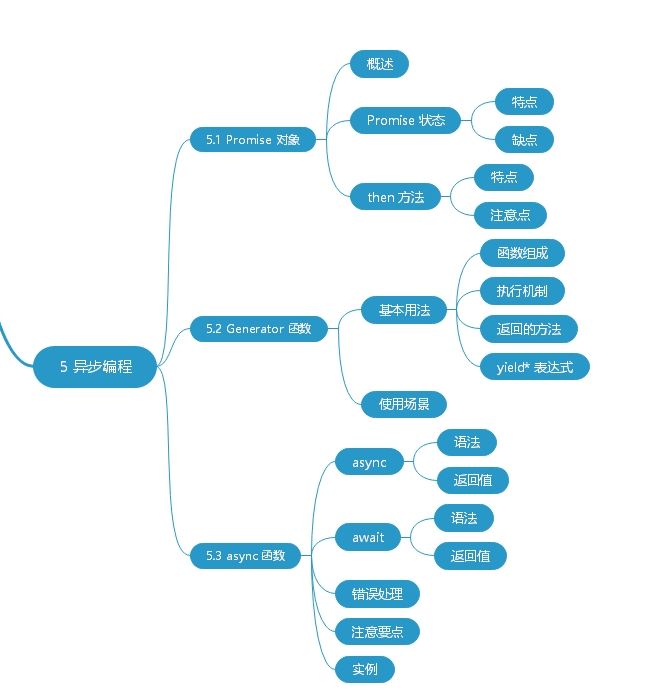 5 异步编程
5.1 Promise 对象
概述
Promise 状态
特点
缺点
then 方法
特点
注意点
5.2 Generator 函数
基本用法
函数组成
执行机制
返回的方法
yield* 表达式
使用场景
5.3 async 函数
async
语法
返回值
await
语法
返回值
错误处理
注意要点
实例